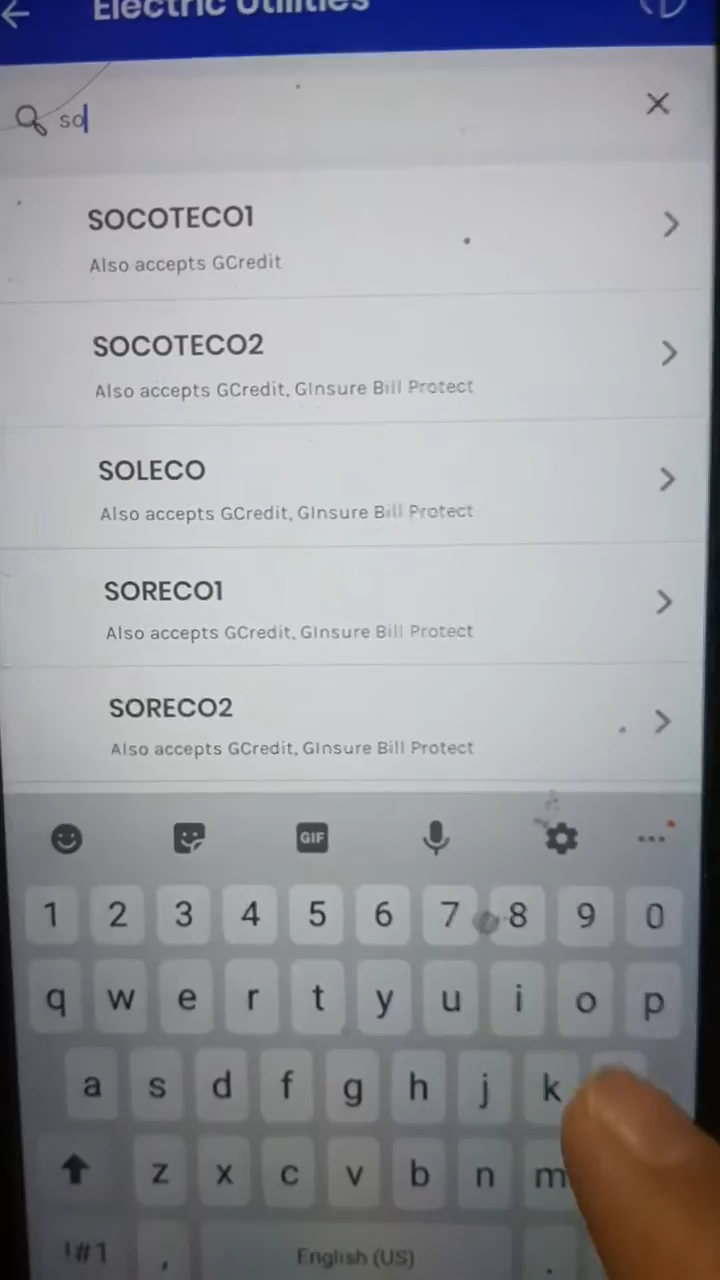 Electric Utilities
so
SOCOTECO1
Also accepts GCredit
SOCOTECO2
Also accepts GCredit, GInsure Bill Protect
SOLECO
Also accepts GCredit, GInsure Bill Protect
SORECO1
Also accepts GCredit, GInsure Bill Protect
SORECO2
Also accepts GCredit, GInsure Bill Protect
GIF
1 2 3 4 5 6 7 8 9 0
q w e r t y u i o p
a s d f g h j k
z x c v b n m
!#1 , English (US) .